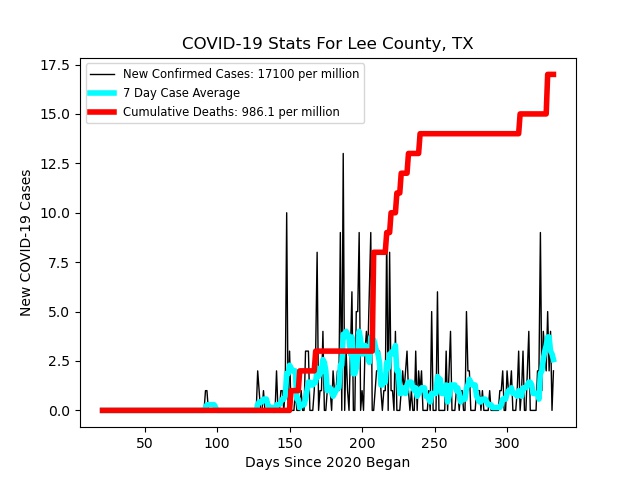 COVID-19 Stats For Lee County, TX
New Confirmed Cases: 17100 per million
7 Day Case Average
Cumulative Deaths: 986.1 per million
New COVID-19 Cases
17.5
15.0
12.5
10.0
7.5
5.0
2.5
0.0
50 100 150 200 250 300
Days Since 2020 Began